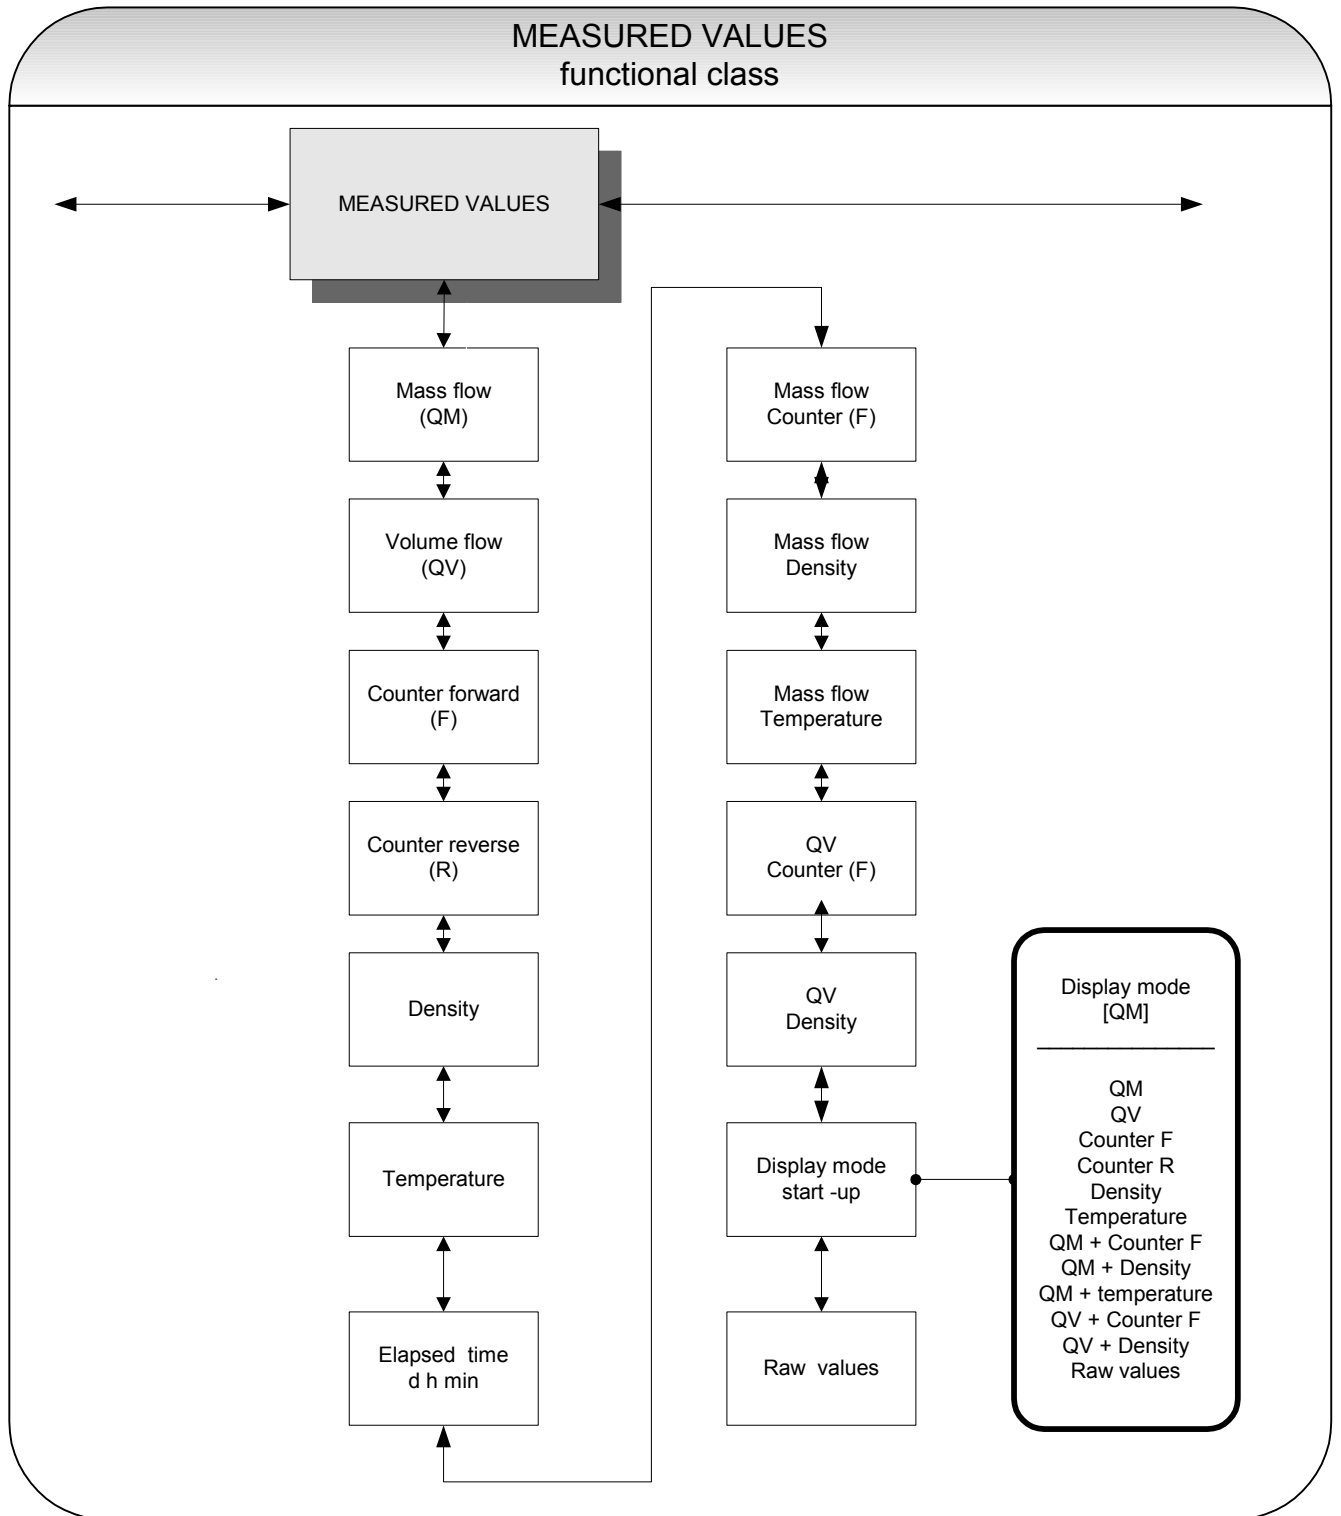 MEASURED VALUES
functional class
MEASURED VALUES
Mass flow
(QM)
Volume flow
(QV)
Counter forward
(F)
Counter reverse
(R)
Density
Temperature
Elapsed time
d h min
Mass flow
Counter (F)
Mass flow
Density
Mass flow
Temperature
QV
Counter (F)
QV
Density
Display mode
start -up
Raw values
Display mode
[QM]
QM
QV
Counter F
Counter R
Density
Temperature
QM + Counter F
QM + Density
QM + temperature
QV + Counter F
QV + Density
Raw values